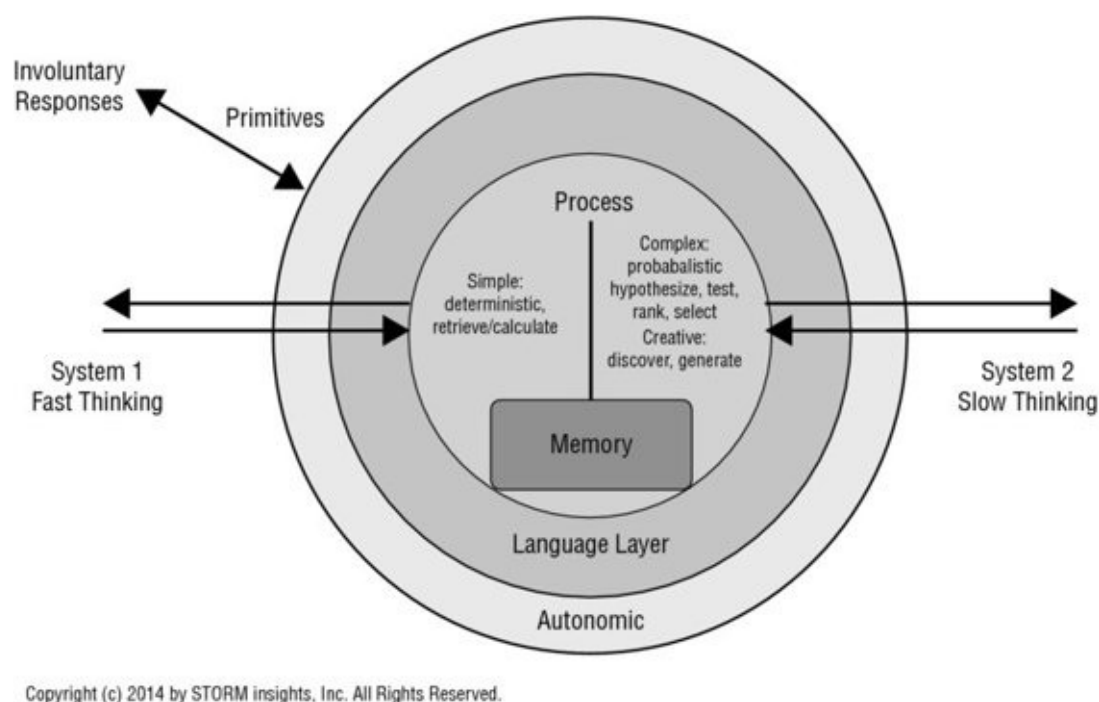 Involuntary
Responses
Primitives
Process
Simple:
deterministic,
retrieve/calculate
Complex:
probabalistic
hypothesize, test,
rank, select
Creative:
discover, generate
System 1
Fast Thinking
System 2
Slow Thinking
Memory
Language Layer
Autonomic
Copyright (c) 2014 by STORM insights, Inc. All Rights Reserved.